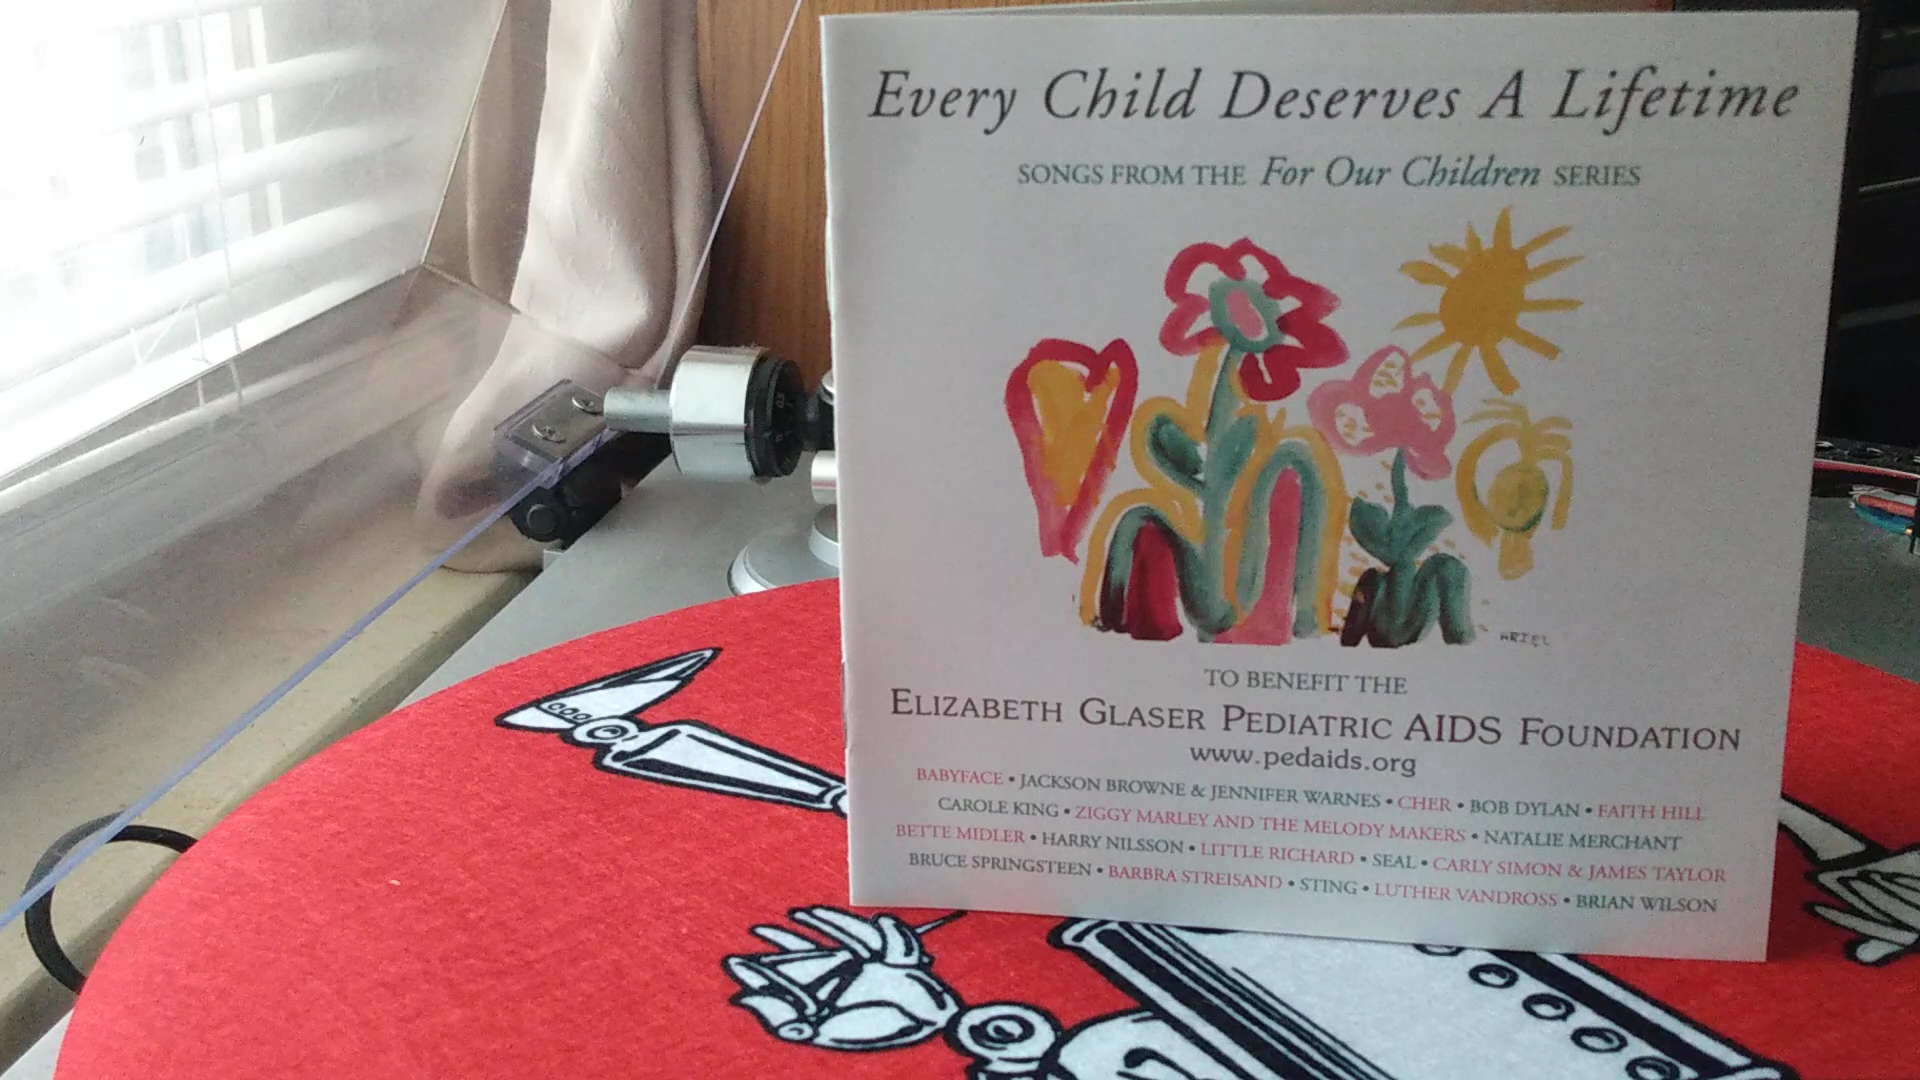 Every Child Deserves A Lifetime
SONGS FROM THE For Our Children SERIES
ARIEL
TO BENEFIT THE
ELIZABETH GLASER PEDIATRIC AIDS FOUNDATION
www.pedaids.org
BABYFACE • JACKSON BROWNE & JENNIFER WARNES • CHER • BOB DYLAN • FAITH HILL
CAROLE KING • ZIGGY MARLEY AND THE MELODY MAKERS • NATALIE MERCHANT
BETTE MIDLER • HARRY NILSSON • LITTLE RICHARD • SEAL • CARLY SIMON & JAMES TAYLOR
BRUCE SPRINGSTEEN • BARBRA STREISAND • STING • LUTHER VANDROSS • BRIAN WILSON